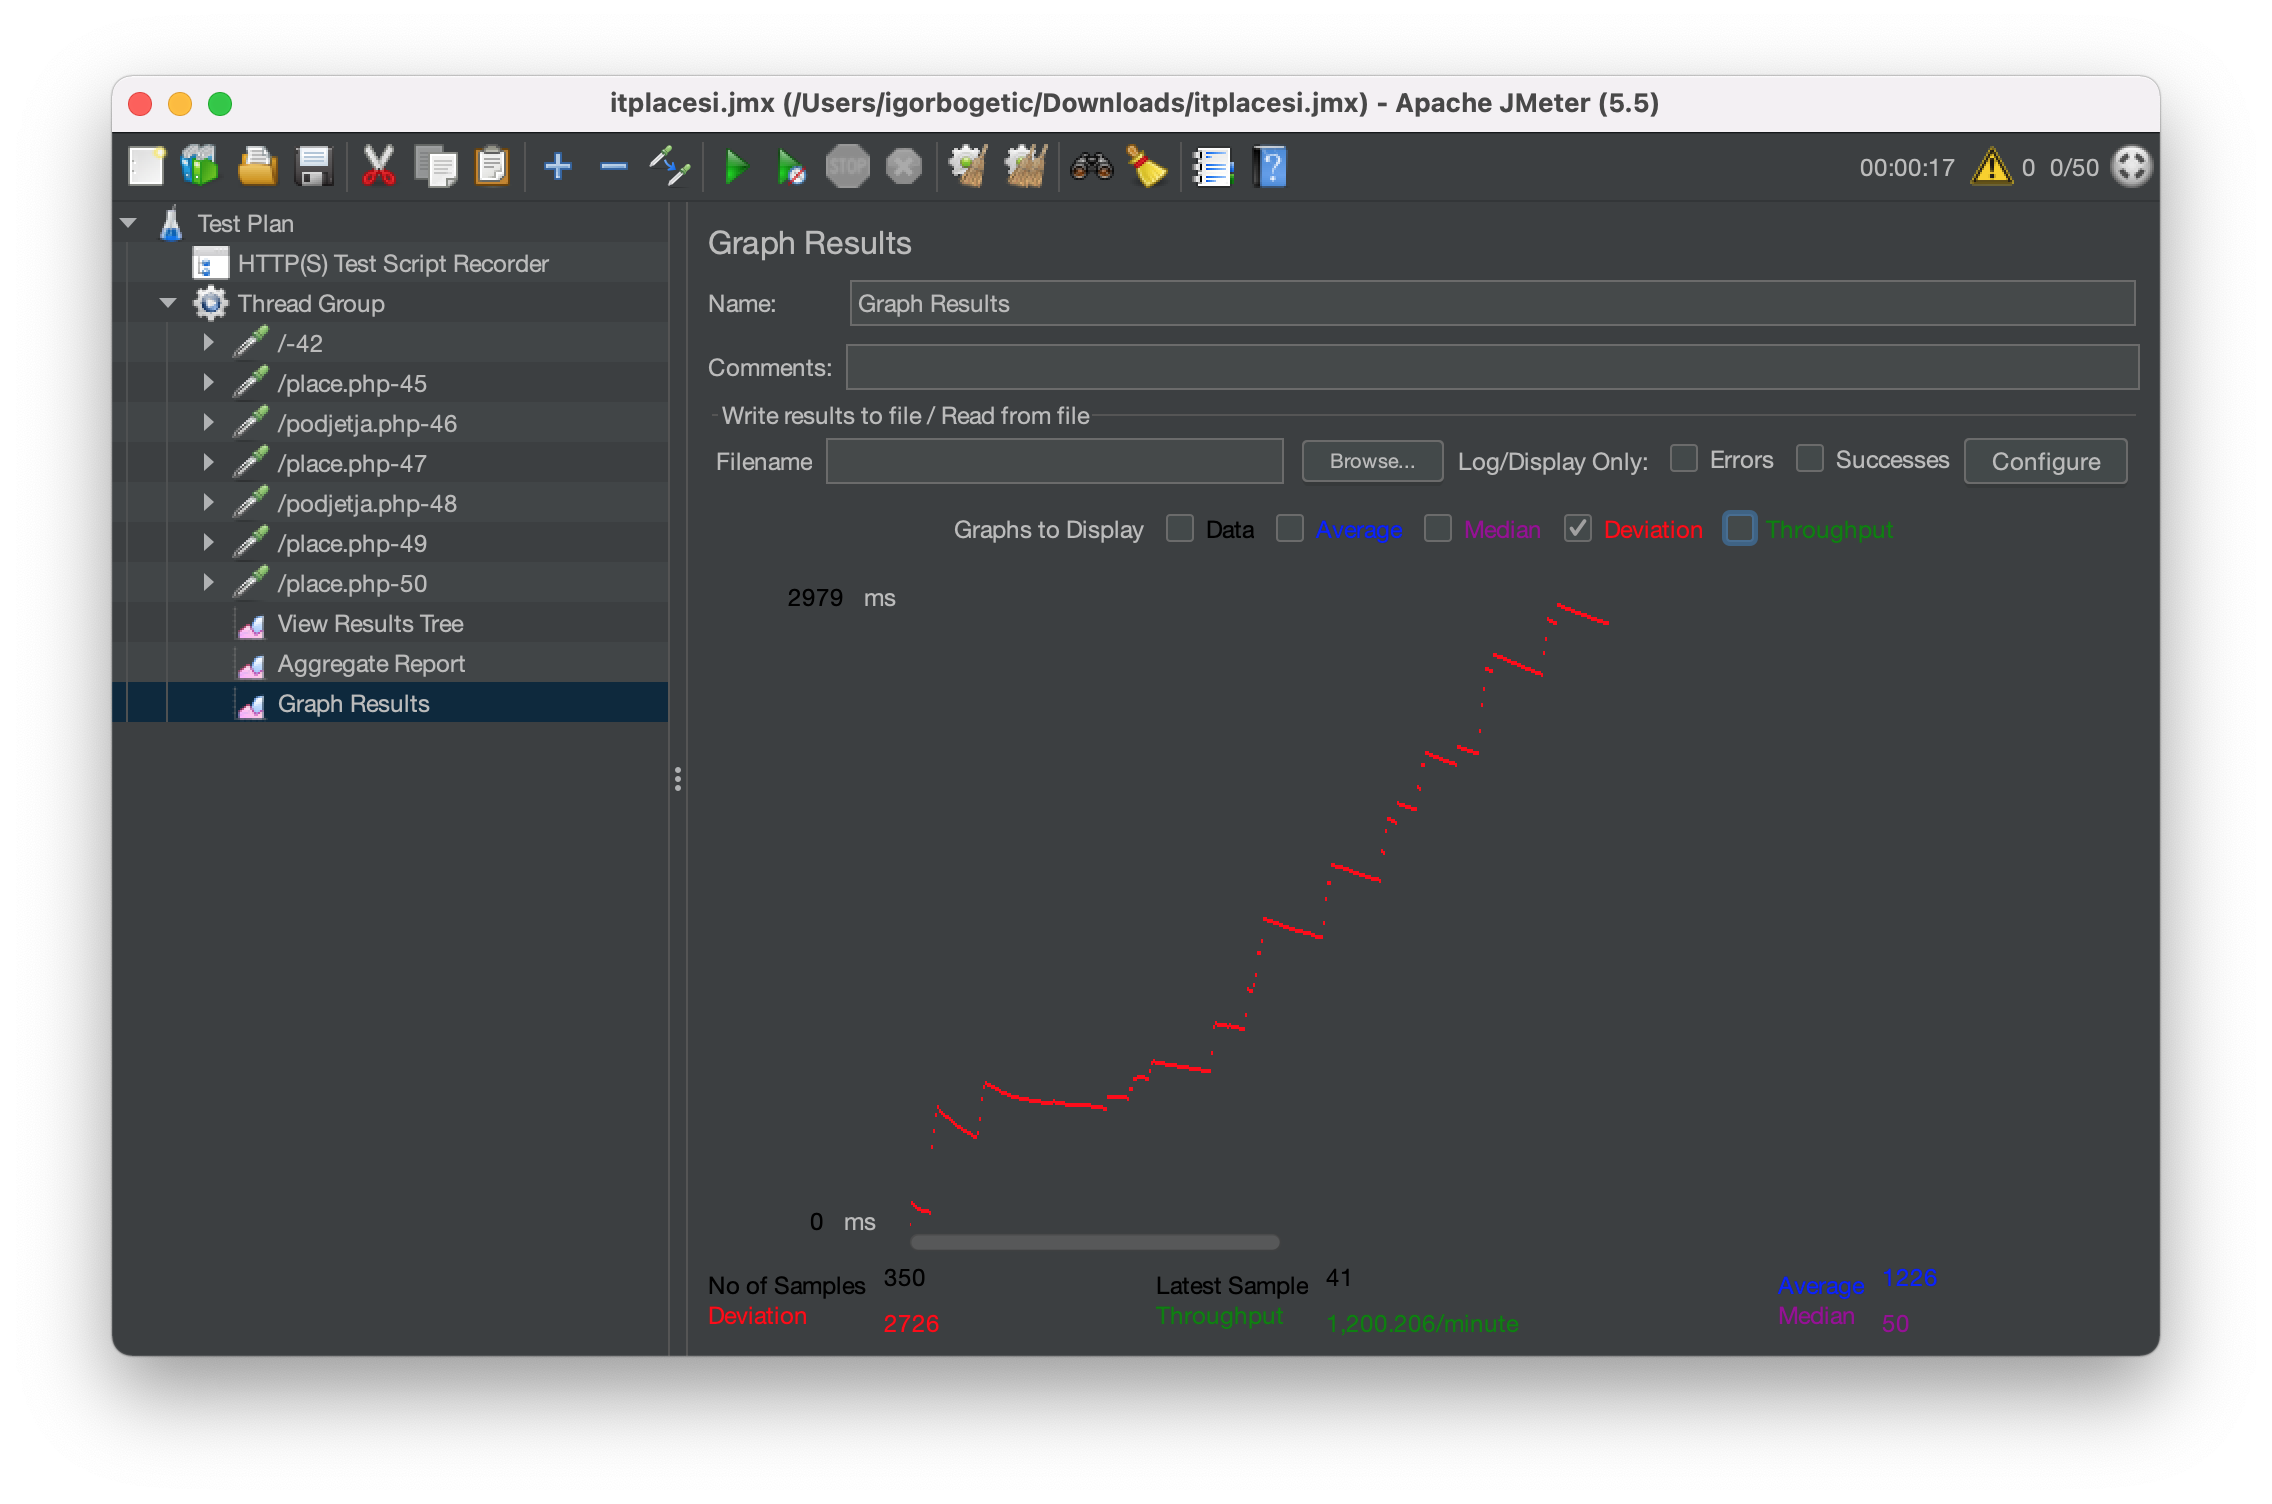 itplacesi.jmx (/Users/igorbogetic/Downloads/itplacesi.jmx) - Apache JMeter (5.5)
STOP
?
00:00:17 0 0/50
Test Plan
HTTP(S) Test Script Recorder
Thread Group
/-42
/place.php-45
/podjetja.php-46
/place.php-47
/podjetja.php-48
/place.php-49
/place.php-50
View Results Tree
Aggregate Report
Graph Results
Graph Results
Name: Graph Results
Comments:
Write results to file / Read from file
Filename Browse... Log/Display Only: Errors Successes Configure
Graphs to Display Data Average Median Deviation Throughput
2979 ms
0 ms
No of Samples 350 Latest Sample 41 Average 1226
Deviation 2726 Throughput 1,200.206/minute Median 50